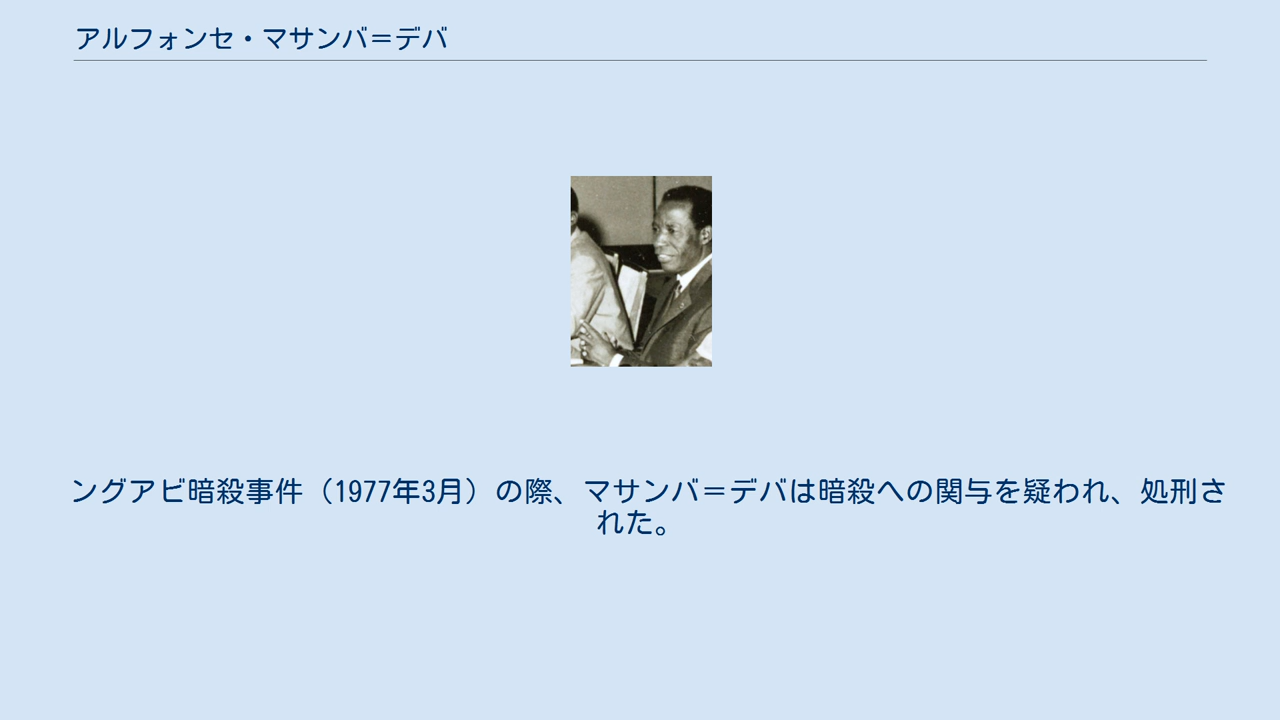 アルフォンセ・マサンバ＝デバ
ングアビ暗殺事件（1977年3月）の際、マサンバ＝デバは暗殺への関与を疑われ、処刑さ
れた。